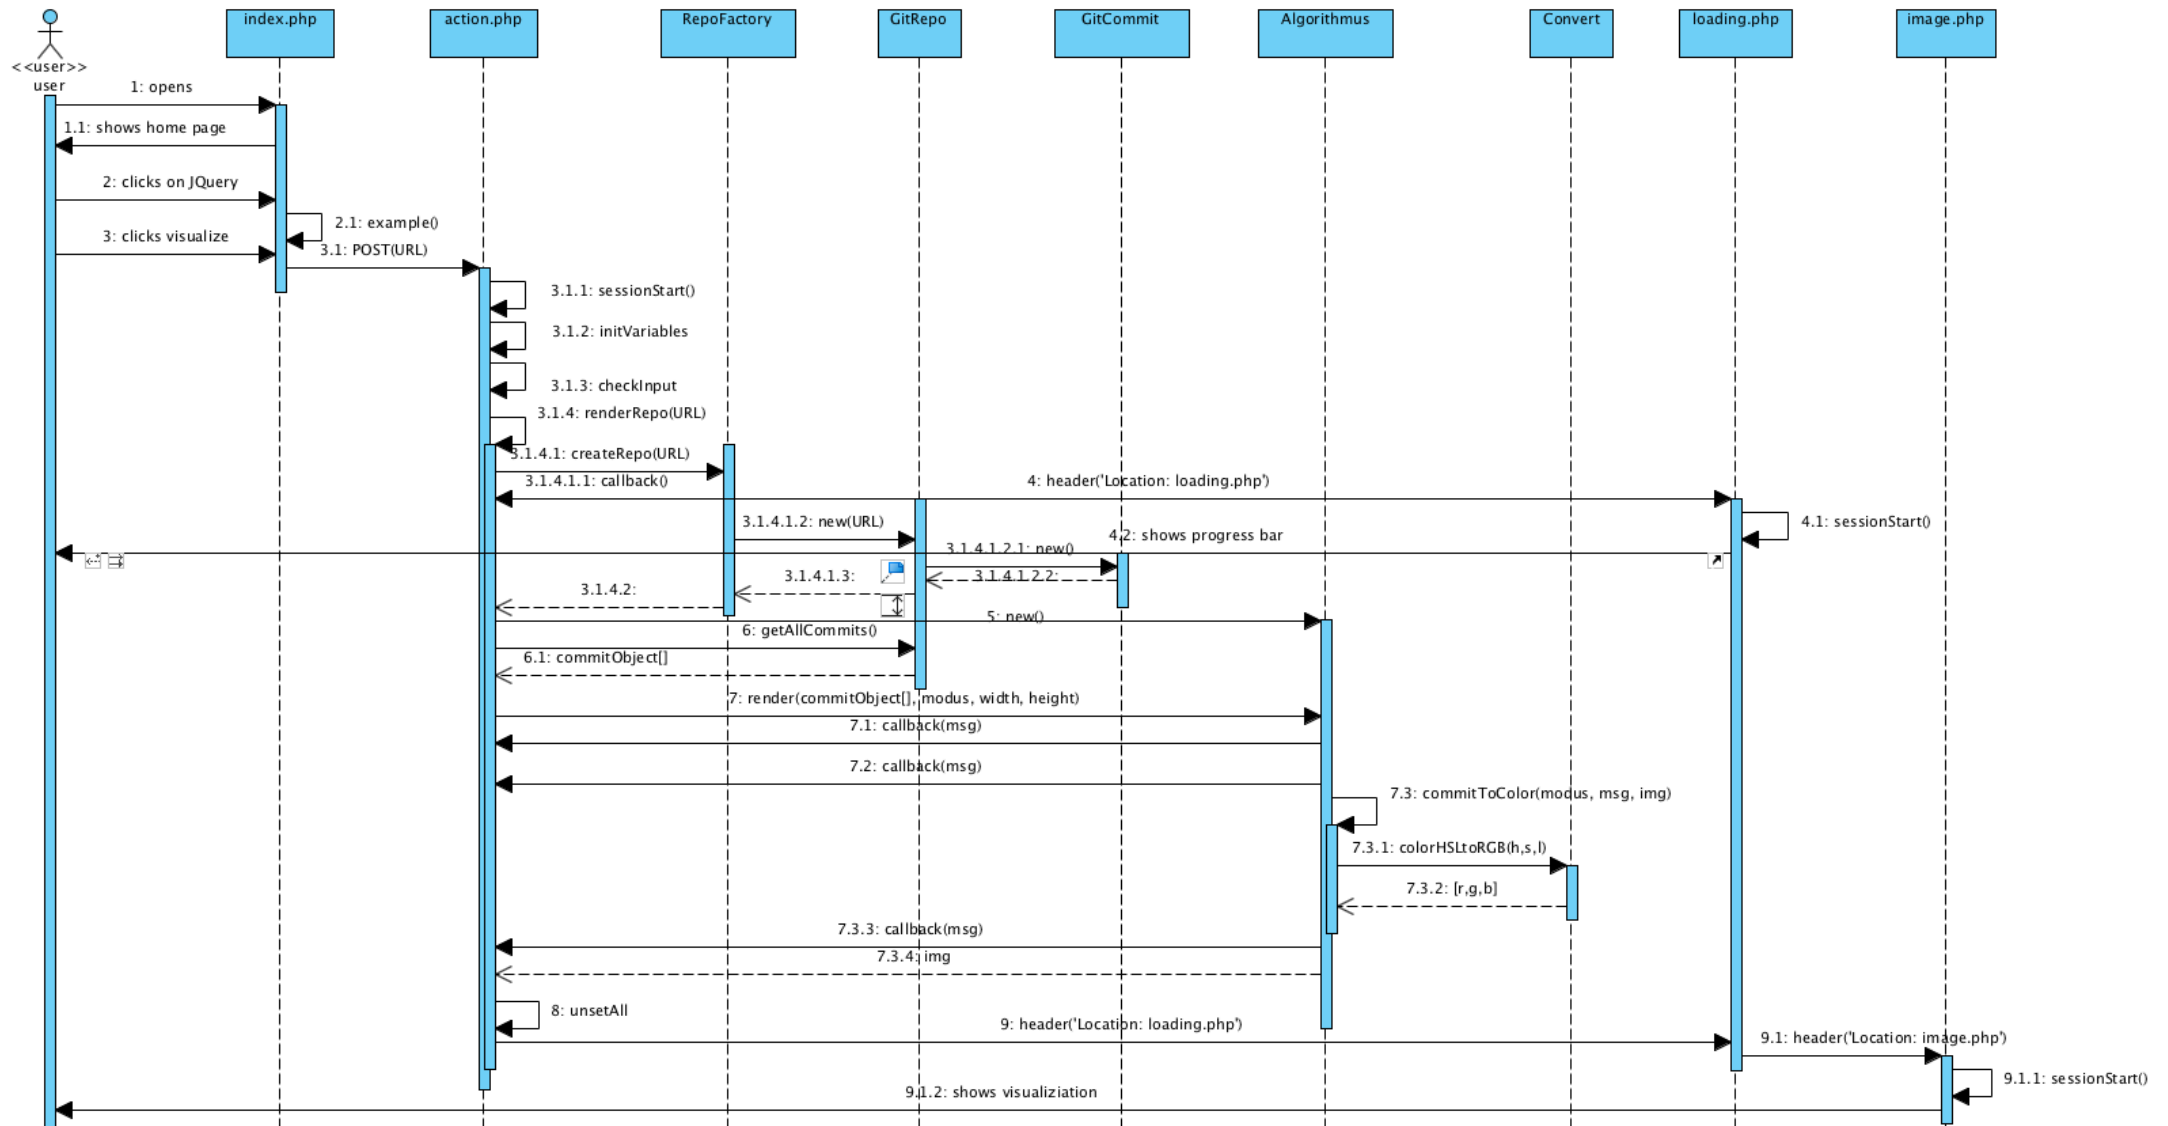 index.php
action.php
RepoFactory
GitRepo
GitCommit
Algorithmus
Convert
loading.php
image.php
<<user>>
user
1: opens
1.1: shows home page
2: clicks on JQuery
2.1: example()
3: clicks visualize
3.1: POST(URL)
3.1.1: sessionStart()
3.1.2: initVariables
3.1.3: checkInput
3.1.4: renderRepo(URL)
3.1.4.1: createRepo(URL)
3.1.4.1.1: callback()
4: header('Location: loading.php')
3.1.4.1.2: new(URL)
4.1: sessionStart()
4.2: shows progress bar
3.1.4.1.2.1: new()
3.1.4.1.3:
3.1.4.1.2.2:
3.1.4.2:
5: new()
6: getAllCommits()
6.1: commitObject[]
7: render(commitObject[], modus, width, height)
7.1: callback(msg)
7.2: callback(msg)
7.3: commitToColor(modus, msg, img)
7.3.1: colorHSLtoRGB(h,s,l)
7.3.2: [r,g,b]
7.3.3: callback(msg)
7.3.4: img
8: unsetAll
9: header('Location: loading.php')
9.1: header('Location: image.php')
9.1.1: sessionStart()
9.1.2: shows visualiziation